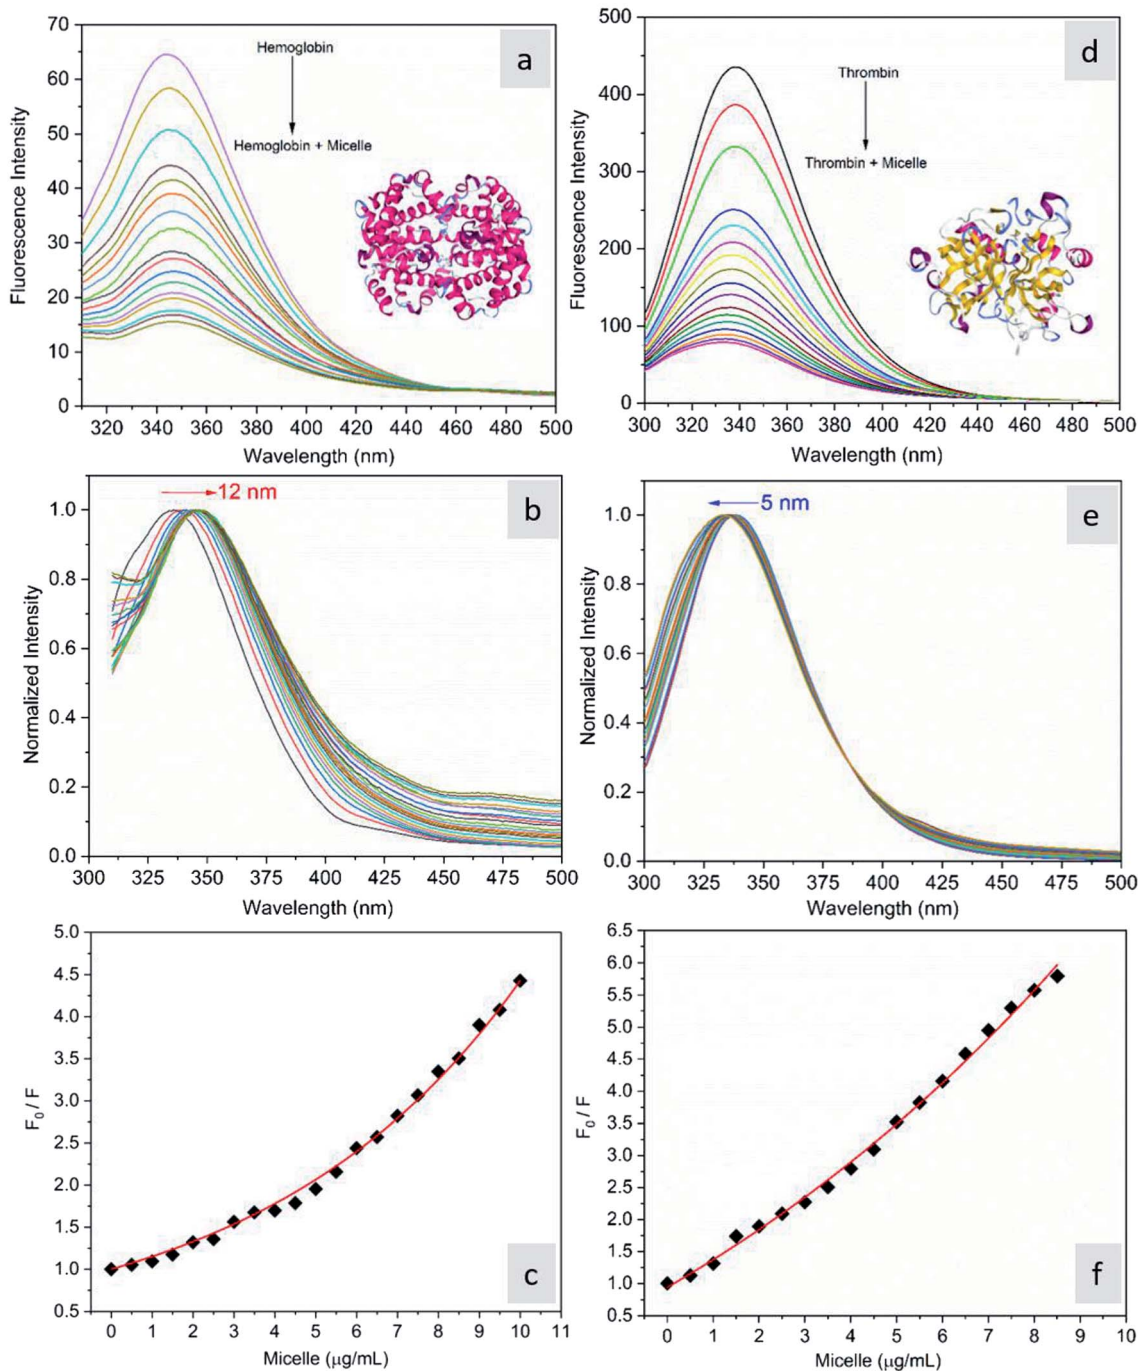 70
60
50
40
30
20
10
0
Fluorescence Intensity
Hemoglobin
Hemoglobin + Micelle
a
320 340 360 380 400 420 440 460 480 500
Wavelength (nm)
500
400
300
200
100
0
Fluorescence Intensity
Thrombin
Thrombin + Micelle
d
300 320 340 360 380 400 420 440 460 480 500
Wavelength (nm)
12 nm
b
1.0
0.8
0.6
0.4
0.2
0.0
Normalized Intensity
300 325 350 375 400 425 450 475 500
Wavelength (nm)
5 nm
e
1.0
0.8
0.6
0.4
0.2
0.0
Normalized Intensity
300 325 350 375 400 425 450 475 500
Wavelength (nm)
5.0
4.5
4.0
3.5
3.0
2.5
2.0
1.5
1.0
0.5
F₀ / F
c
0 1 2 3 4 5 6 7 8 9 10 11
Micelle (μg/mL)
6.5
6.0
5.5
5.0
4.5
4.0
3.5
3.0
2.5
2.0
1.5
1.0
0.5
F₀ / F
f
0 1 2 3 4 5 6 7 8 9 10
Micelle (μg/mL)